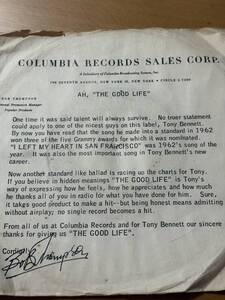 COLUMBIA RECORDS SALES CORP.
A Subsidiary of Columbia Broadcasting System, Inc.
799 SEVENTH AVENUE, NEW YORK 19, NEW YORK • CIRCLE 5-7300
BOB THOMPSON
Promotion Manager
Popular Products
AH, "THE GOOD LIFE"
One time it was said talent will always survive. No truer statement
could apply to one of the nicest guys on this label, Tony Bennett.
By now you have read that the song he made into a standard in 1962
won three of the five Grammy awards for which it was nominated.
"I LEFT MY HEART IN SAN FRANCISCO" was 1962's song of the
year. It was also the most important song in Tony Bennett's new
career.
Now another standard like ballad is racing up the charts for Tony.
If you believe in hidden meanings "THE GOOD LIFE" is Tony's
way of expressing how he feels, how he appreciates and how much
he thanks all of you in radio for what you have done for him. Sure,
it takes good product to make a hit--but being honest means admitting
without airplay; no single record becomes a hit.
From all of us at Columbia Records and for Tony Bennett our sincere
thanks for giving us "THE GOOD LIFE".
Cordially,
Bob Thompson